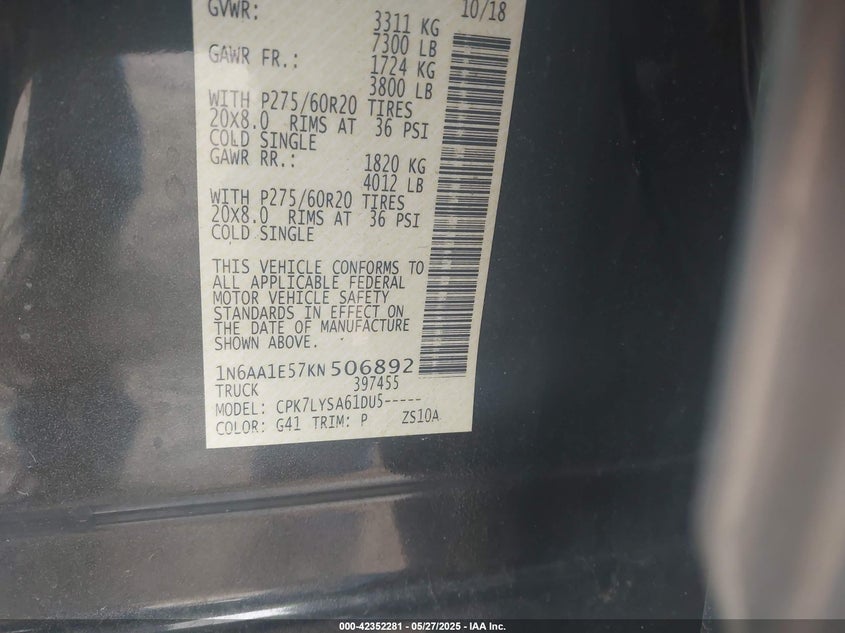 GVWR: 10/18
3311 KG
7300 LB
GAWR FR.: 1724 KG
3800 LB
WITH P275/60R20 TIRES
20X8.0 RIMS AT 36 PSI
COLD SINGLE
GAWR RR.: 1820 KG
4012 LB
WITH P275/60R20 TIRES
20X8.0 RIMS AT 36 PSI
COLD SINGLE
THIS VEHICLE CONFORMS TO
ALL APPLICABLE FEDERAL
MOTOR VEHICLE SAFETY
STANDARDS IN EFFECT ON
THE DATE OF MANUFACTURE
SHOWN ABOVE.
1N6AA1E57KN506892
TRUCK 397455
MODEL: CPK7LYSA61DU5-----
COLOR: G41 TRIM: P ZS10A
000-42352281 - 05/27/2025 - IAA Inc.